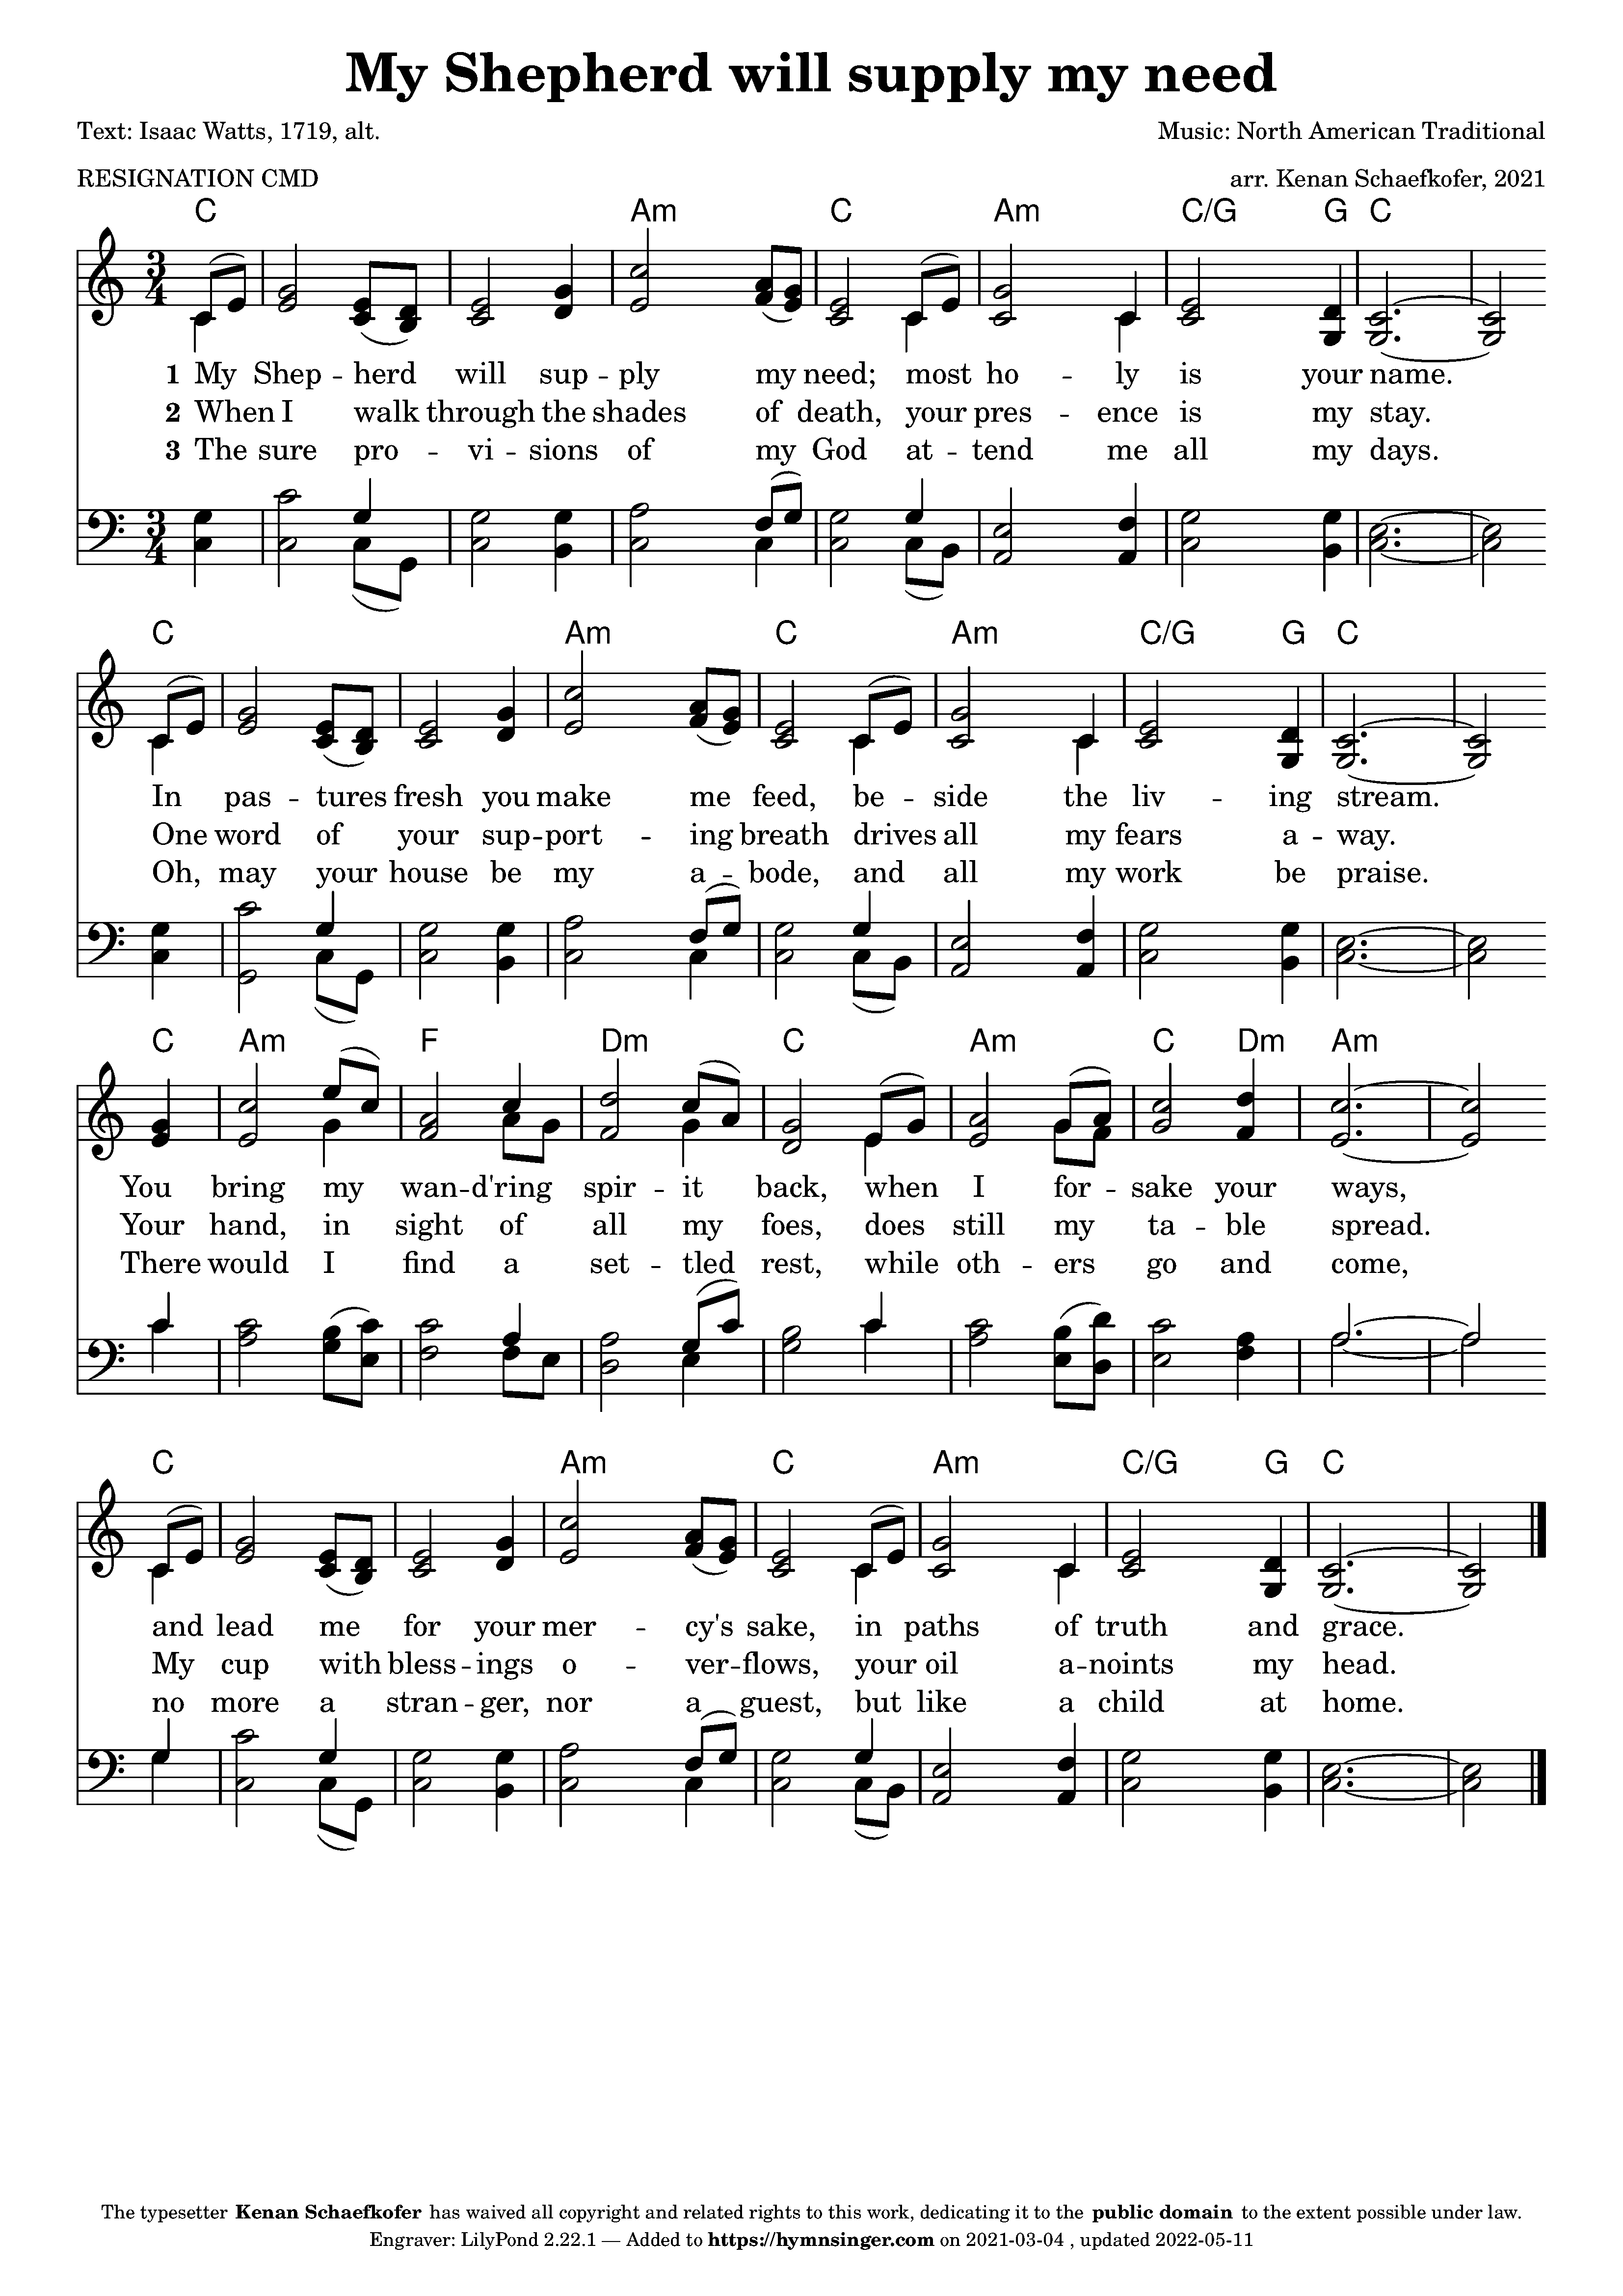 My Shepherd will supply my need
Text: Isaac Watts, 1719, alt. Music: North American Traditional
RESIGNATION CMD arr. Kenan Schaefkofer, 2021
C Am C Am C/G G C
3 4
1 My Shep -- herd will sup -- ply my need; most ho -- ly is your name.
2 When I walk through the shades of death, your pres -- ence is my stay.
3 The sure pro -- vi -- sions of my God at -- tend me all my days.
3 4
C Am C Am C/G G C
In pas -- tures fresh you make me feed, be -- side the liv -- ing stream.
One word of your sup -- port -- ing breath drives all my fears a -- way.
Oh, may your house be my a -- bode, and all my work be praise.
C Am F Dm C Am C Dm Am
You bring my wan -- d'ring spir -- it back, when I for -- sake your ways,
Your hand, in sight of all my foes, does still my ta -- ble spread.
There would I find a set -- tled rest, while oth -- ers go and come,
C Am C Am C/G G C
and lead me for your mer -- cy's sake, in paths of truth and grace.
My cup with bless -- ings o -- ver -- flows, your oil a -- noints my head.
no more a stran -- ger, nor a guest, but like a child at home.
The typesetter Kenan Schaefkofer has waived all copyright and related rights to this work, dedicating it to the public domain to the extent possible under law.
Engraver: LilyPond 2.22.1 — Added to https://hymnsinger.com on 2021-03-04 , updated 2022-05-11